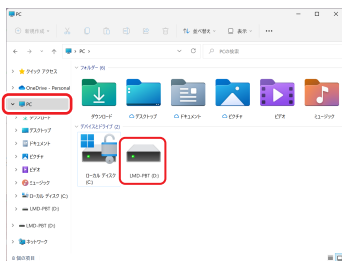 PC
新規作成
並べ替え
表示
PC
PCの検索
クイック アクセス
OneDrive - Personal
PC
ダウンロード
デスクトップ
ドキュメント
ピクチャ
ビデオ
ミュージック
ローカル ディスク (C:)
LMD-PBT (D:)
LMD-PBT (D:)
ネットワーク
フォルダー (6)
ダウンロード
デスクトップ
ドキュメント
ピクチャ
ビデオ
ミュージック
デバイスとドライブ (2)
ローカル ディスク
(C:)
LMD-PBT (D:)
8 個の項目